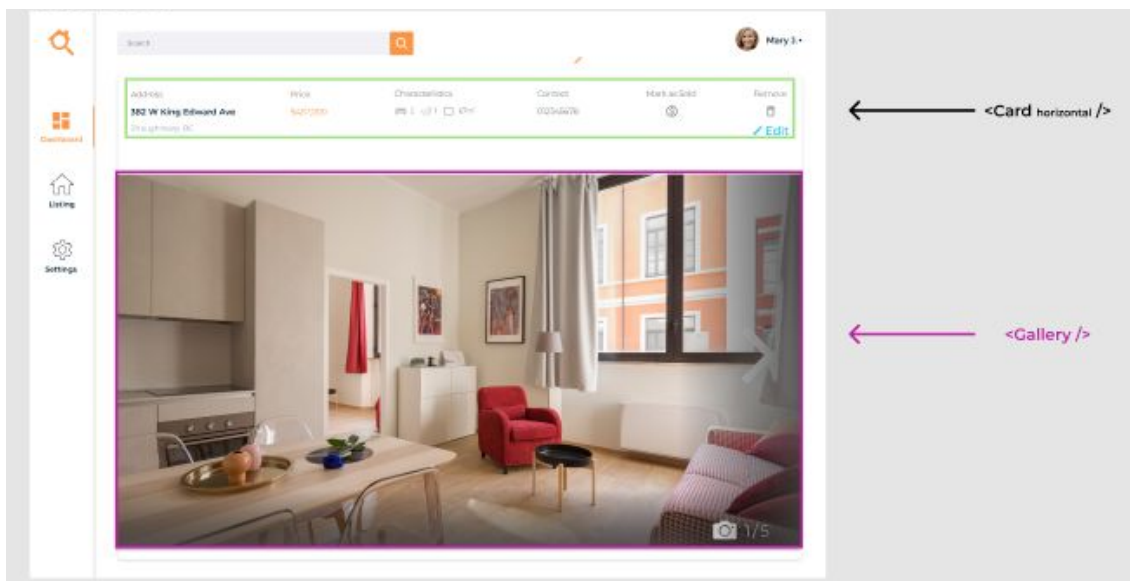 Search
Mary J.
Address Price Characteristics Contact Mark as Sold Remove
382 W King Edward Ave
Edit
Dashboard
Listing
Settings
1/5
<Card horizontal />
<Gallery />